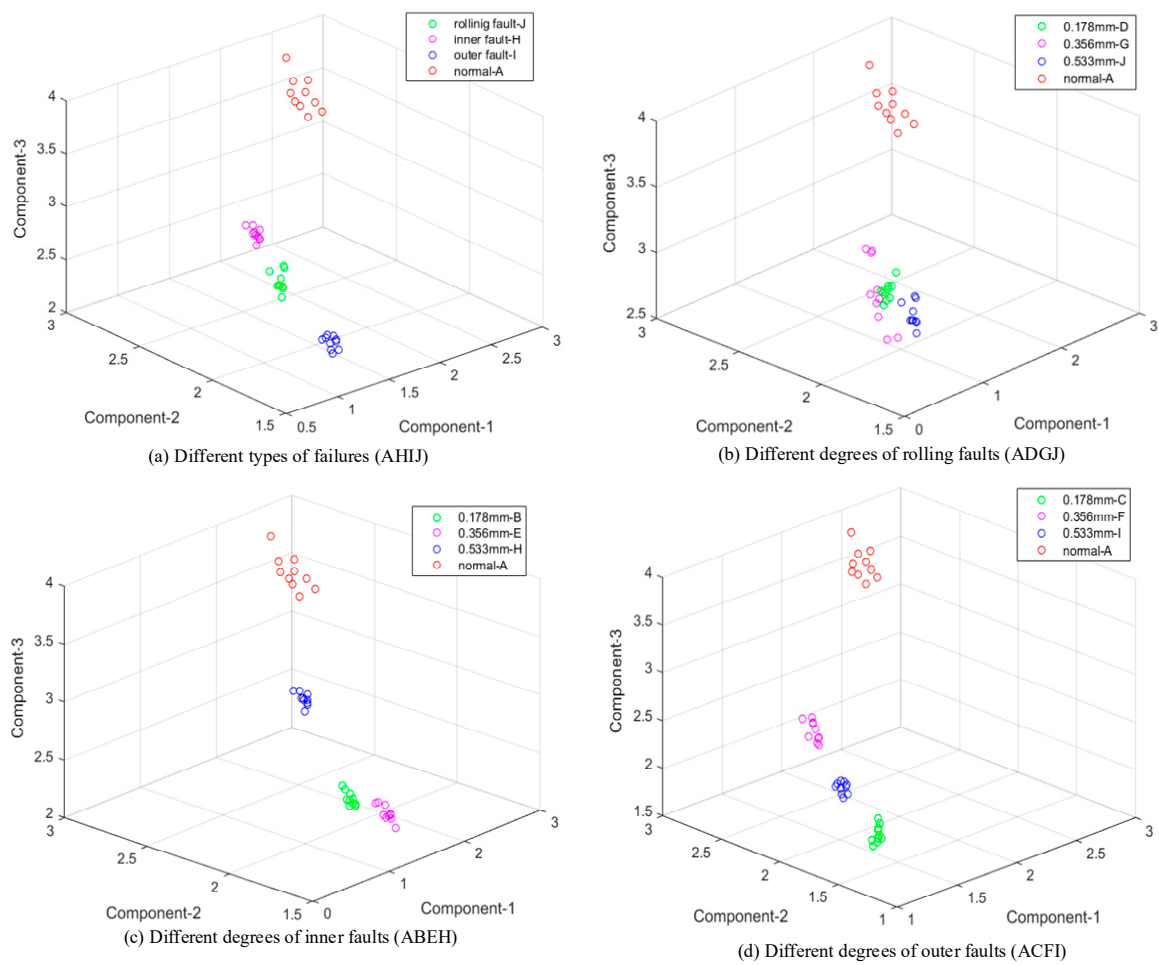 rollinig fault-J
inner fault-H
outer fault-I
normal-A
4
3.5
3
2.5
2
Component-3
3
2.5
2
1.5
Component-2
0.5
1
1.5
2
2.5
3
Component-1
(a) Different types of failures (AHIJ)
0.178mm-D
0.356mm-G
0.533mm-J
normal-A
4
3.5
3
2.5
Component-3
3
2.5
2
1.5
Component-2
0
1
2
3
Component-1
(b) Different degrees of rolling faults (ADGJ)
0.178mm-B
0.356mm-E
0.533mm-H
normal-A
4
3.5
3
2.5
2
Component-3
3
2.5
2
1.5
Component-2
0
1
2
3
Component-1
(c) Different degrees of inner faults (ABEH)
0.178mm-C
0.356mm-F
0.533mm-I
normal-A
4
3.5
3
2.5
2
1.5
Component-3
3
2.5
2
1.5
1
Component-2
1
1.5
2
2.5
3
Component-1
(d) Different degrees of outer faults (ACFI)